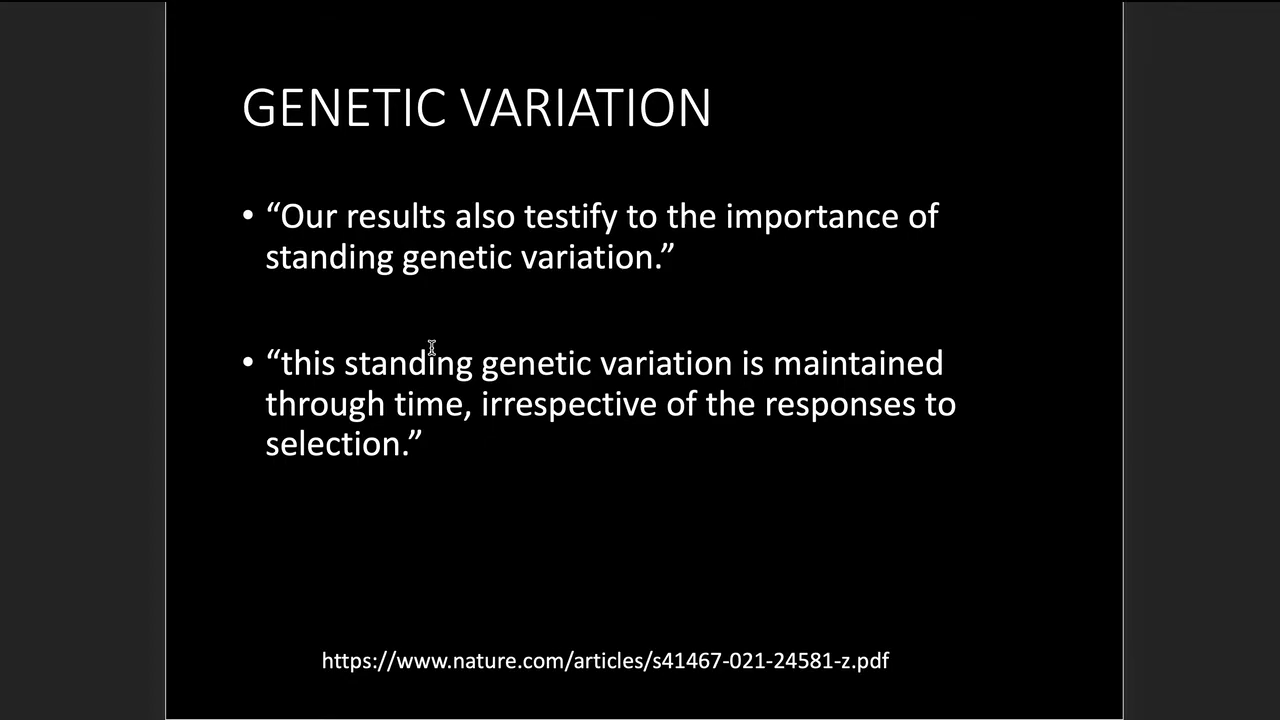 GENETIC VARIATION
• “Our results also testify to the importance of
standing genetic variation.”
• “this standing genetic variation is maintained
through time, irrespective of the responses to
selection.”
https://www.nature.com/articles/s41467-021-24581-z.pdf